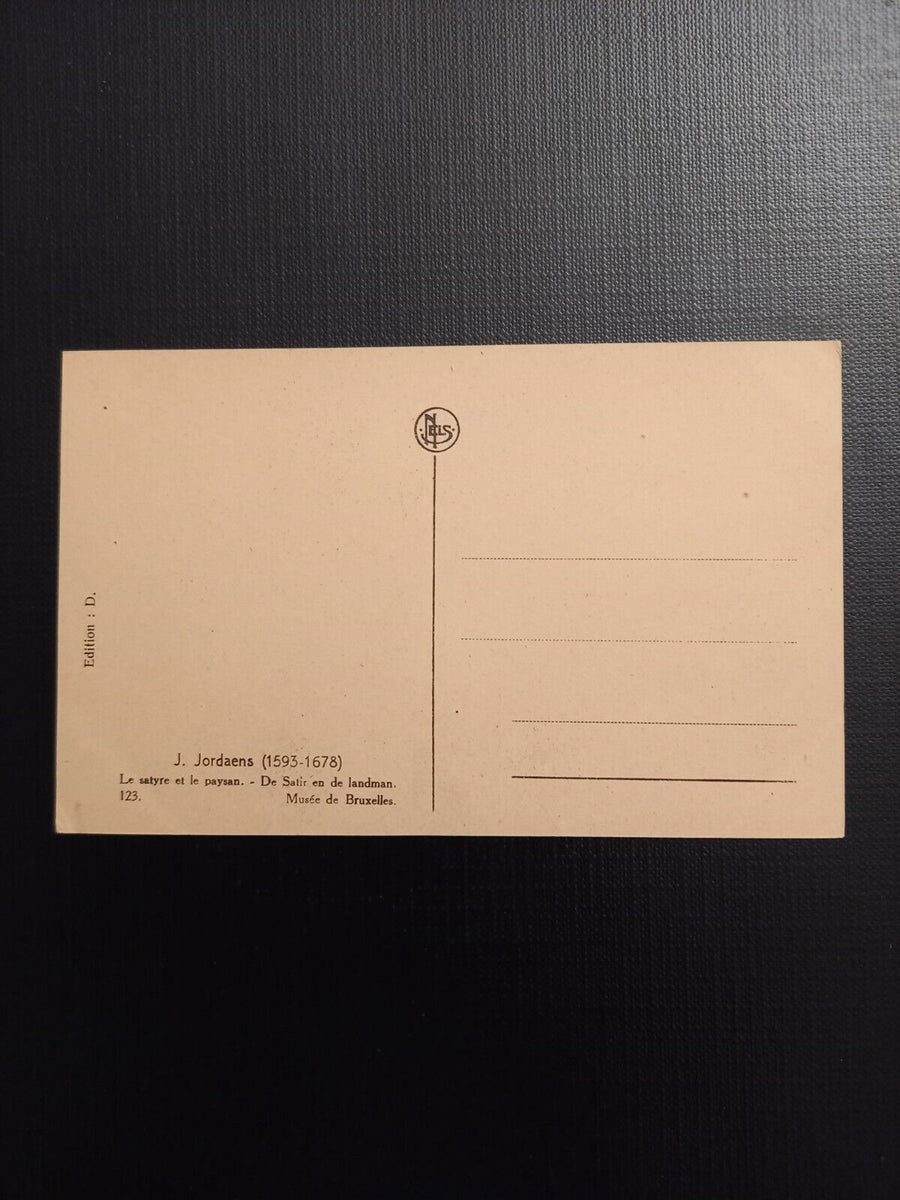 NELS
Edition : D.
J. Jordaens (1593-1678)
Le satyre et le paysan. - De Satir en de landman.
123. Musée de Bruxelles.